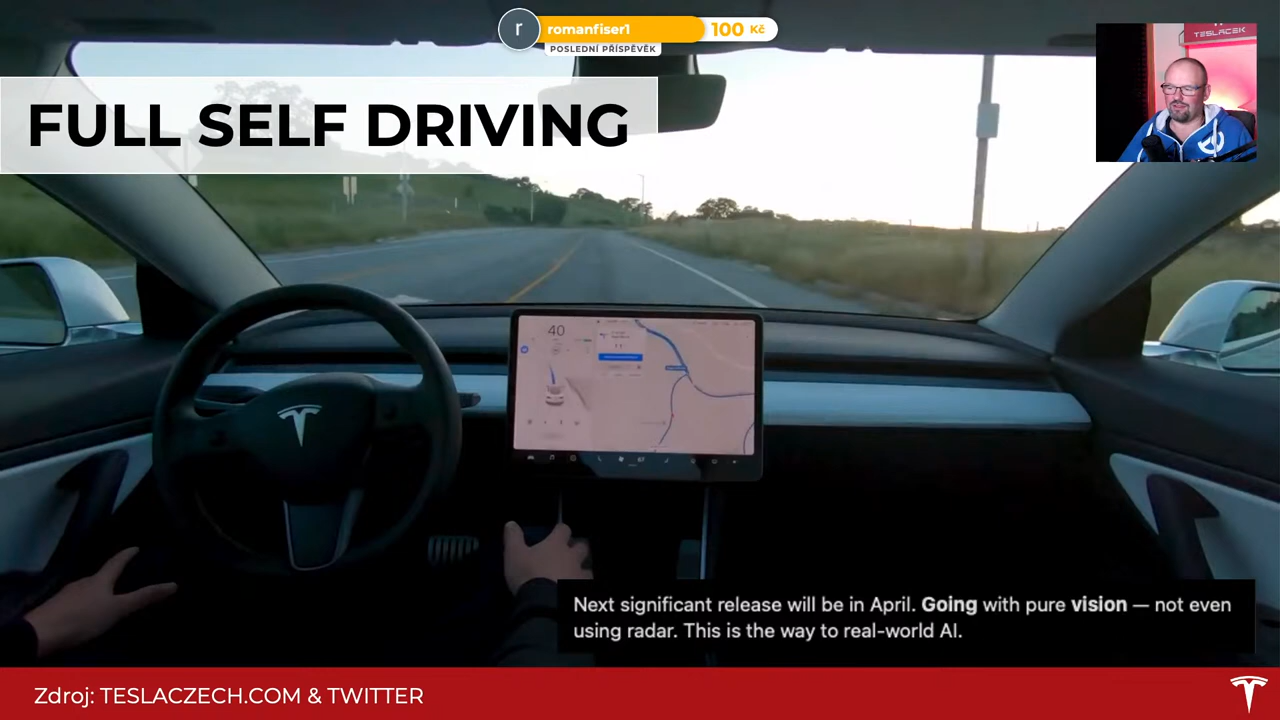 r
romanfiser1
100 Kč
POSLEDNÍ PŘÍSPĚVEK
TESLAČEK
FULL SELF DRIVING
40
Next significant release will be in April. Going with pure vision — not even
using radar. This is the way to real-world AI.
Zdroj: TESLACZECH.COM & TWITTER